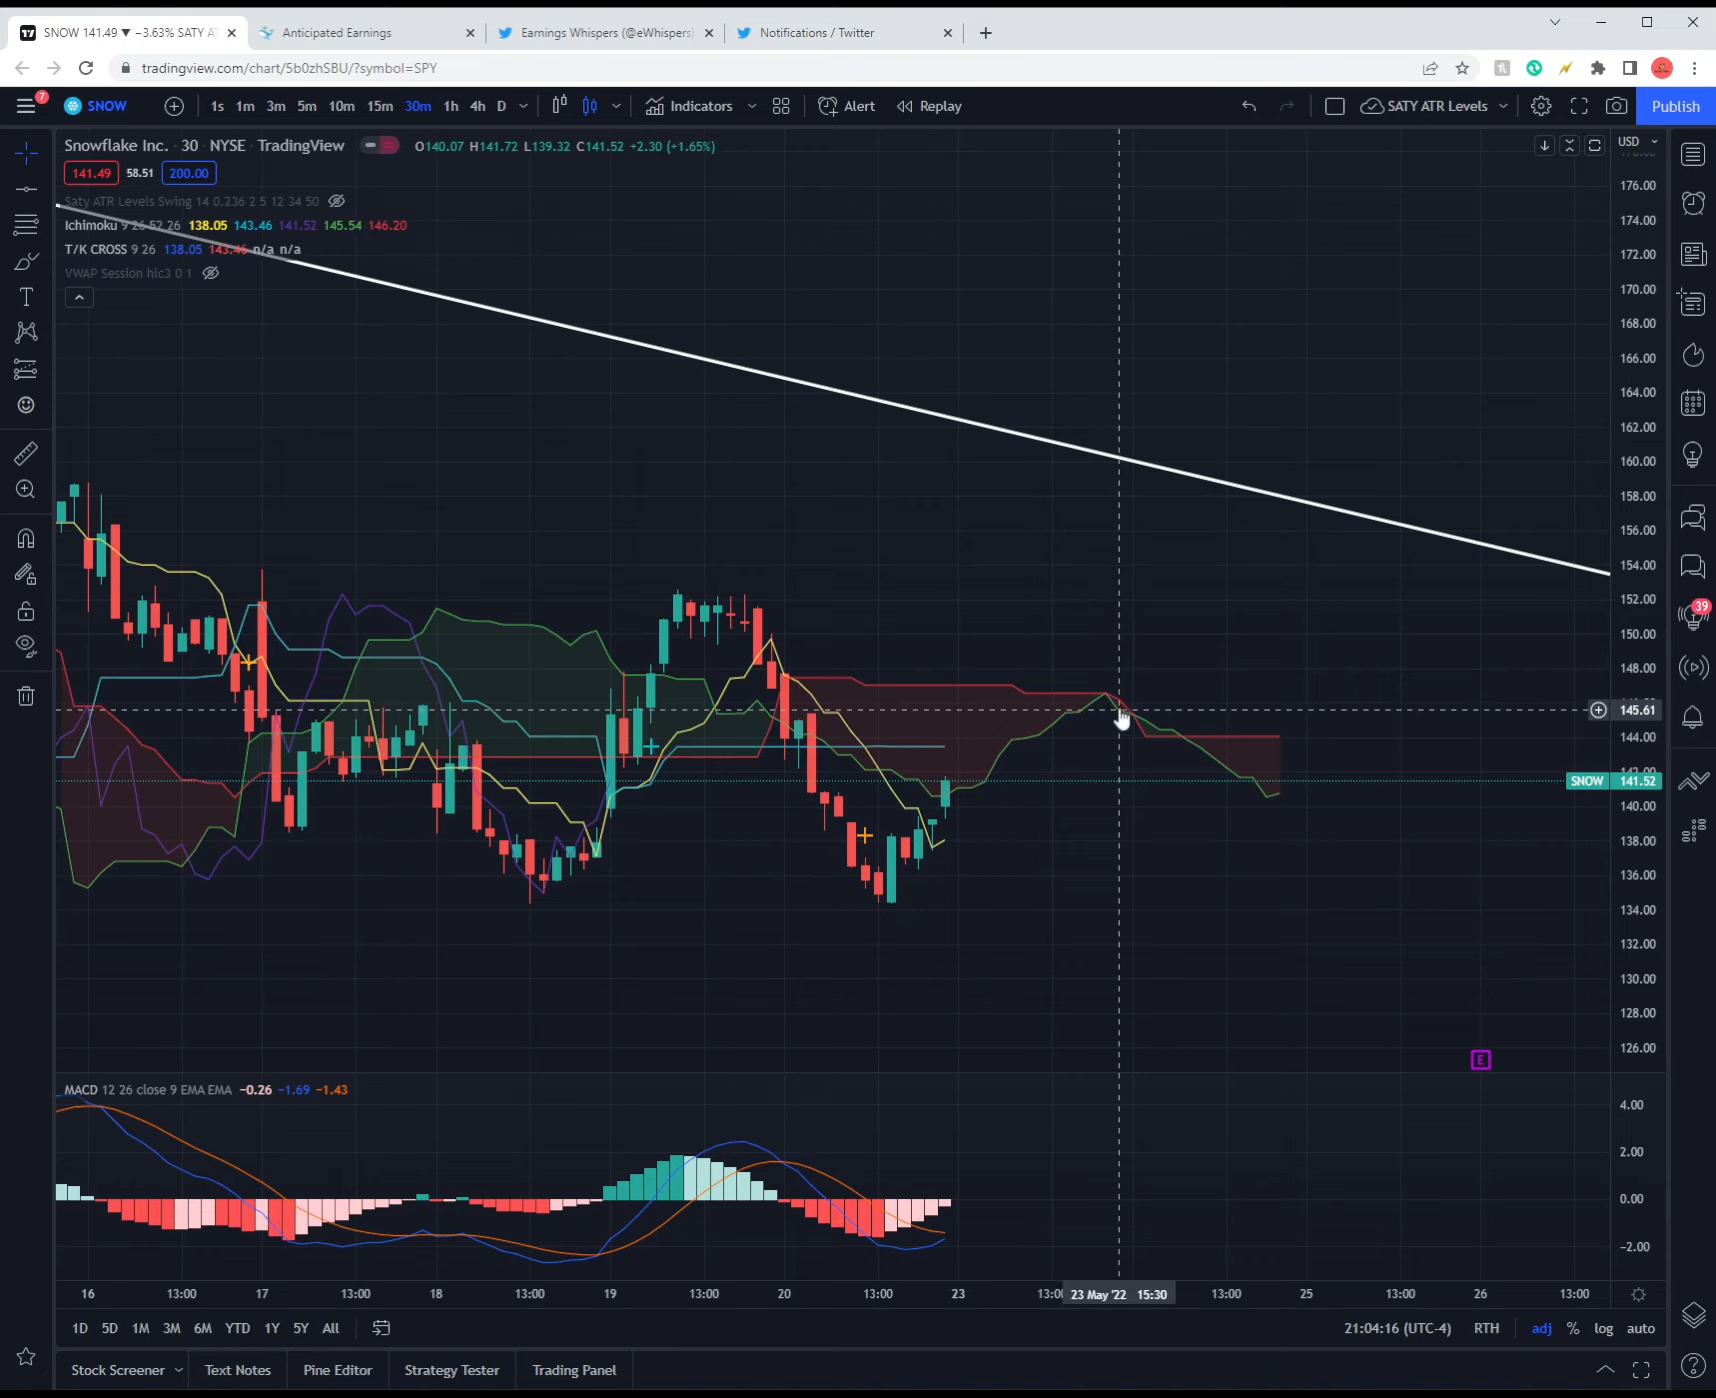 SNOW 141.49 ▼ −3.63% SATY AT
Anticipated Earnings
Earnings Whispers (@eWhispers)
Notifications / Twitter
tradingview.com/chart/5b0zhSBU/?symbol=SPY
7
SNOW
1s 1m 3m 5m 10m 15m 30m 1h 4h D
Indicators
Alert
Replay
SATY ATR Levels
Publish
Snowflake Inc. · 30 · NYSE · TradingView
O140.07 H141.72 L139.32 C141.52 +2.30 (+1.65%)
USD
141.49 58.51 200.00
Saty ATR Levels Swing 14 0.236 2 5 12 34 50
Ichimoku 9 26 52 26 138.05 143.46 141.52 145.54 146.20
T/K CROSS 9 26 138.05 143.46 n/a n/a
VWAP Session hlc3 0 1
176.00
174.00
172.00
170.00
168.00
166.00
164.00
162.00
160.00
158.00
156.00
154.00
152.00
150.00
148.00
145.61
144.00
SNOW 141.52
140.00
138.00
136.00
134.00
132.00
130.00
128.00
126.00
39
E
MACD 12 26 close 9 EMA EMA −0.26 −1.69 −1.43
4.00
2.00
0.00
−2.00
16 13:00 17 13:00 18 13:00 19 13:00 20 13:00 23 23 May '22 15:30 13:00 25 13:00 26 13:00
1D 5D 1M 3M 6M YTD 1Y 5Y All
21:04:16 (UTC-4) RTH adj % log auto
Stock Screener
Text Notes
Pine Editor
Strategy Tester
Trading Panel